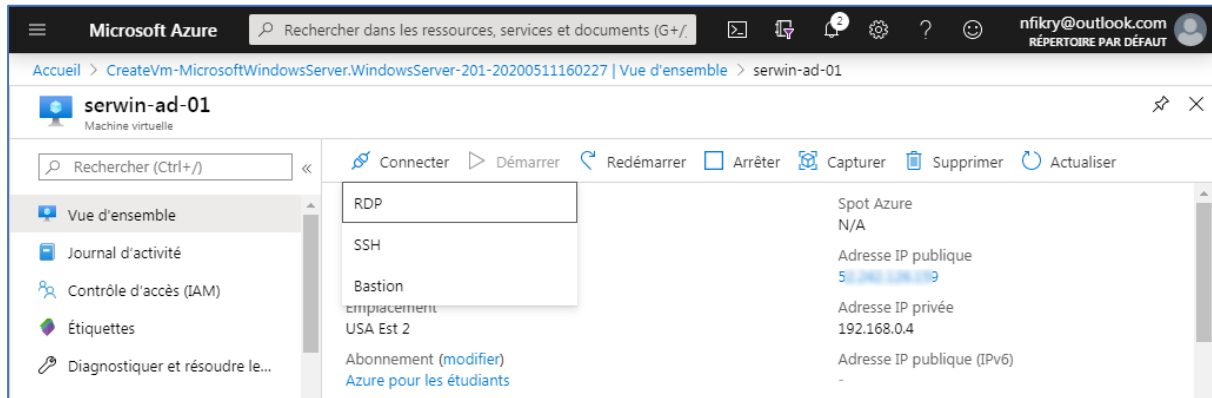 Microsoft Azure
Rechercher dans les ressources, services et documents (G+/)
2
nfikry@outlook.com
RÉPERTOIRE PAR DÉFAUT
Accueil > CreateVm-MicrosoftWindowsServer.WindowsServer-201-20200511160227 | Vue d'ensemble > serwin-ad-01
serwin-ad-01
Machine virtuelle
Rechercher (Ctrl+/)
«
Connecter
Démarrer
Redémarrer
Arrêter
Capturer
Supprimer
Actualiser
Vue d'ensemble
Journal d'activité
Contrôle d'accès (IAM)
Étiquettes
Diagnostiquer et résoudre le...
RDP
SSH
Bastion
Emplacement
USA Est 2
Abonnement (modifier)
Azure pour les étudiants
Spot Azure
N/A
Adresse IP publique
Adresse IP privée
192.168.0.4
Adresse IP publique (IPv6)
-